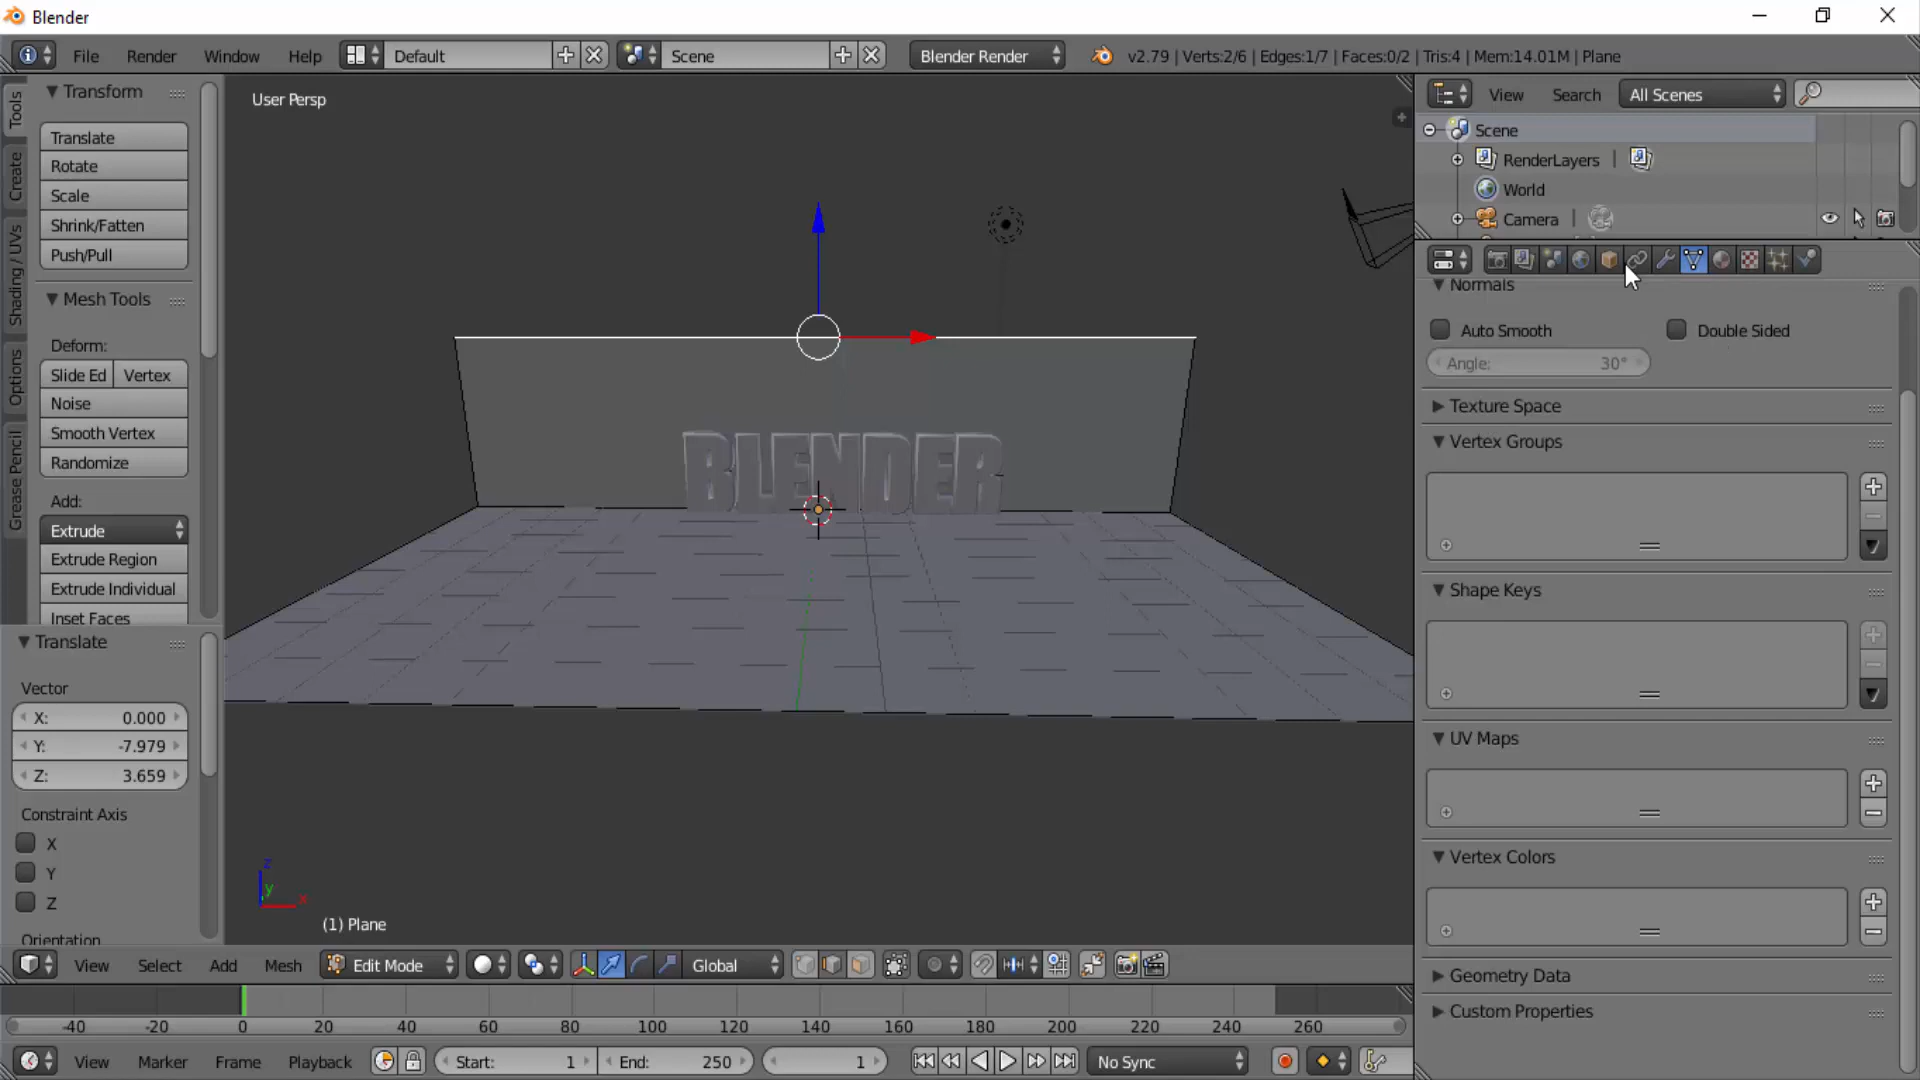 Blender
File Render Window Help Default Scene Blender Render v2.79 | Verts:2/6 | Edges:1/7 | Faces:0/2 | Tris:4 | Mem:14.01M | Plane
Tools
Create
Shading / UVs
Options
Grease Pencil
Transform
Translate
Rotate
Scale
Shrink/Fatten
Push/Pull
Mesh Tools
Deform:
Slide Ed Vertex
Noise
Smooth Vertex
Randomize
Add:
Extrude
Extrude Region
Extrude Individual
Inset Faces
Translate
Vector
X: 0.000
Y: -7.979
Z: 3.659
Constraint Axis
X
Y
Z
Orientation
User Persp
BLENDER
z
y
x
(1) Plane
View Search All Scenes
Scene
RenderLayers |
World
Camera |
Normals
Auto Smooth Double Sided
Angle: 30°
Texture Space
Vertex Groups
Shape Keys
UV Maps
Vertex Colors
Geometry Data
Custom Properties
View Select Add Mesh Edit Mode Global
-40 -20 0 20 40 60 80 100 120 140 160 180 200 220 240 260
View Marker Frame Playback Start: 1 End: 250 1 No Sync